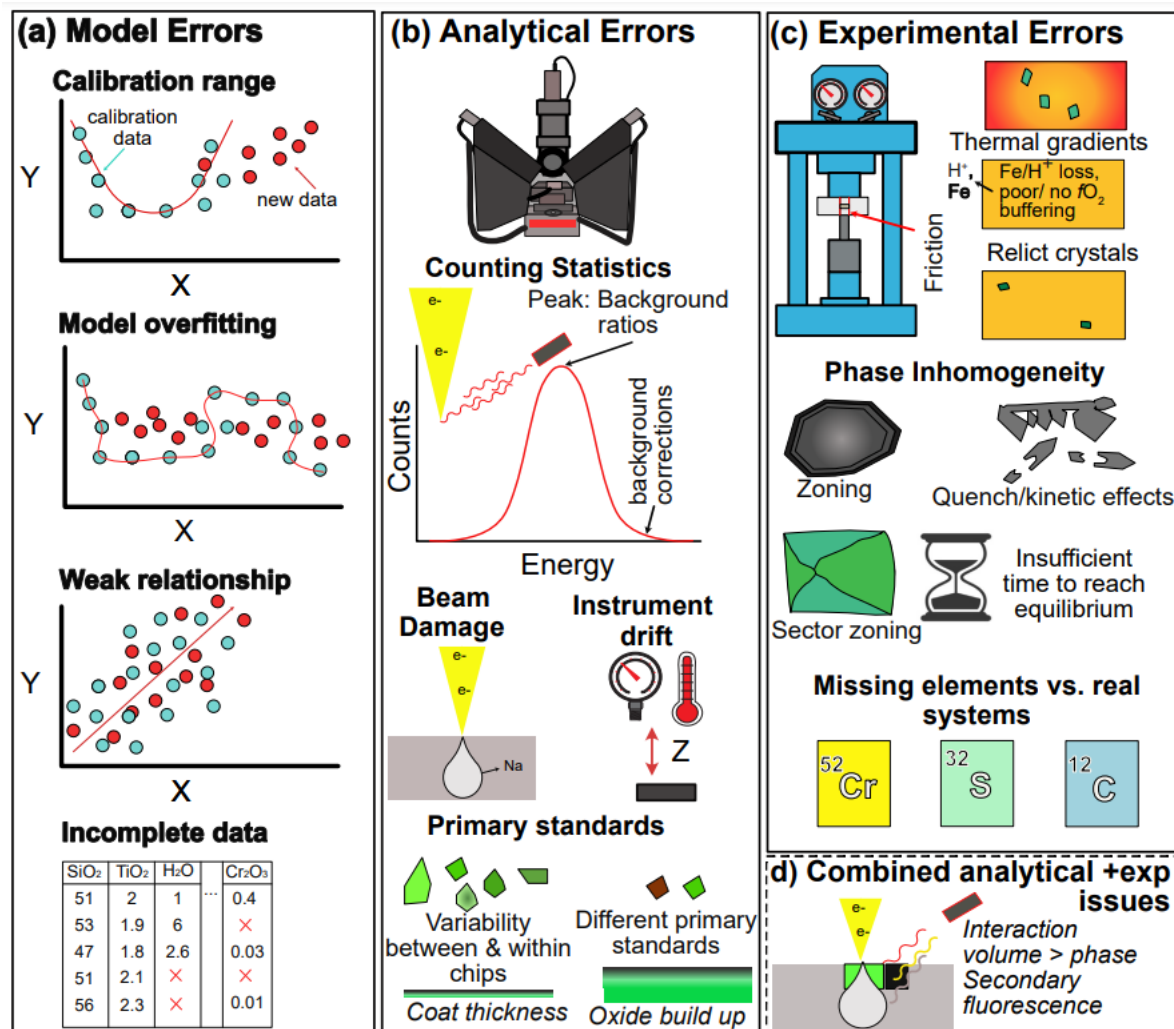 (a) Model Errors
Calibration range
calibration
data
Y
new data
X
Model overfitting
Y
X
Weak relationship
Y
X
Incomplete data
SiO₂ TiO₂ H₂O ... Cr₂O₃
51 2 1 0.4
53 1.9 6 ×
47 1.8 2.6 0.03
51 2.1 × ×
56 2.3 × 0.01
(b) Analytical Errors
Counting Statistics
e-
e-
Peak: Background
ratios
Counts
background
corrections
Energy
Beam
Damage
e-
e-
Na
Instrument
drift
Z
Primary standards
Variability
between & within
chips
Different primary
standards
Coat thickness
Oxide build up
(c) Experimental Errors
Friction
Thermal gradients
H⁺,
Fe
Fe/H⁺ loss,
poor/ no fO₂
buffering
Relict crystals
Phase Inhomogeneity
Zoning
Quench/kinetic effects
Sector zoning
Insufficient
time to reach
equilibrium
Missing elements vs. real
systems
⁵²Cr
³²S
¹²C
d) Combined analytical +exp
issues
e-
e-
Interaction
volume > phase
Secondary
fluorescence